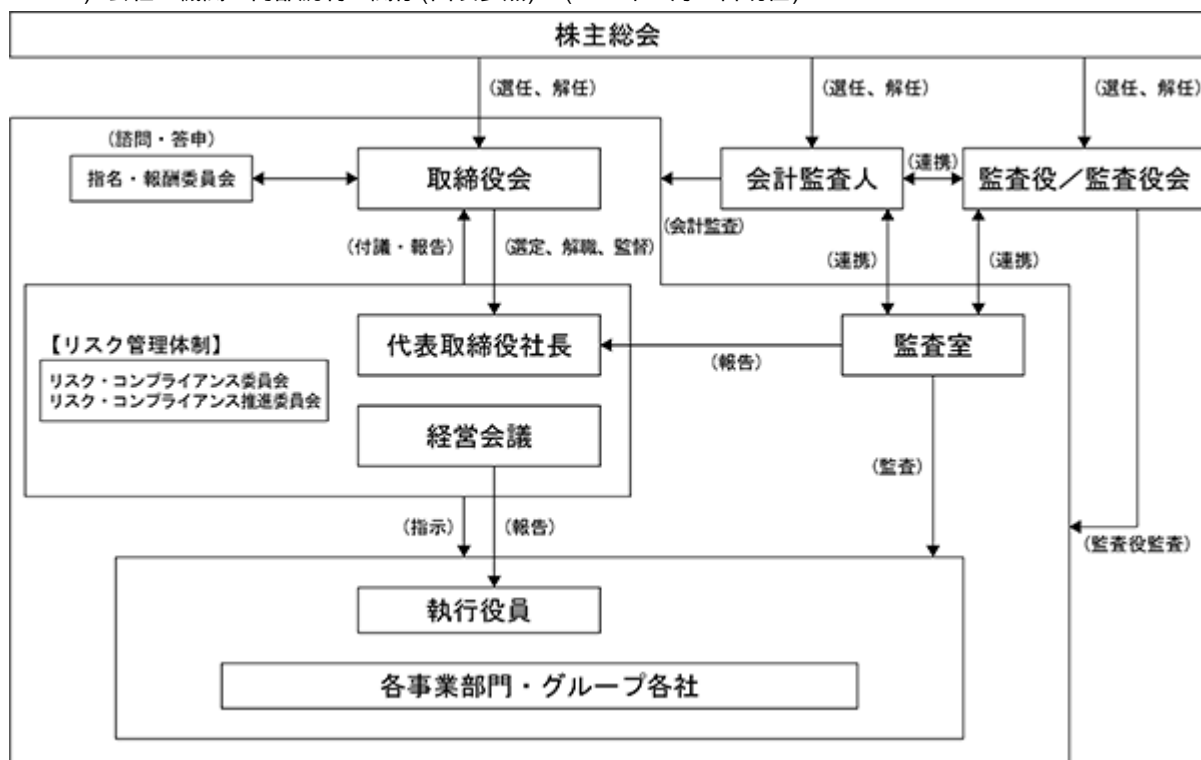 株主総会
(選任、解任)
(選任、解任)
(選任、解任)
(諮問・答申)
指名・報酬委員会
取締役会
会計監査人
(連携)
監査役／監査役会
(会計監査)
(付議・報告)
(選定、解職、監督)
(連携)
(連携)
【リスク管理体制】
リスク・コンプライアンス委員会
リスク・コンプライアンス推進委員会
代表取締役社長
(報告)
監査室
経営会議
(監査)
(指示)
(報告)
(監査役監査)
執行役員
各事業部門・グループ各社